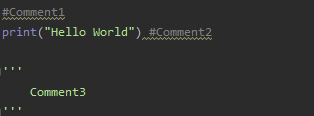 #Comment1
print("Hello World") #Comment2
'''
Comment3
'''